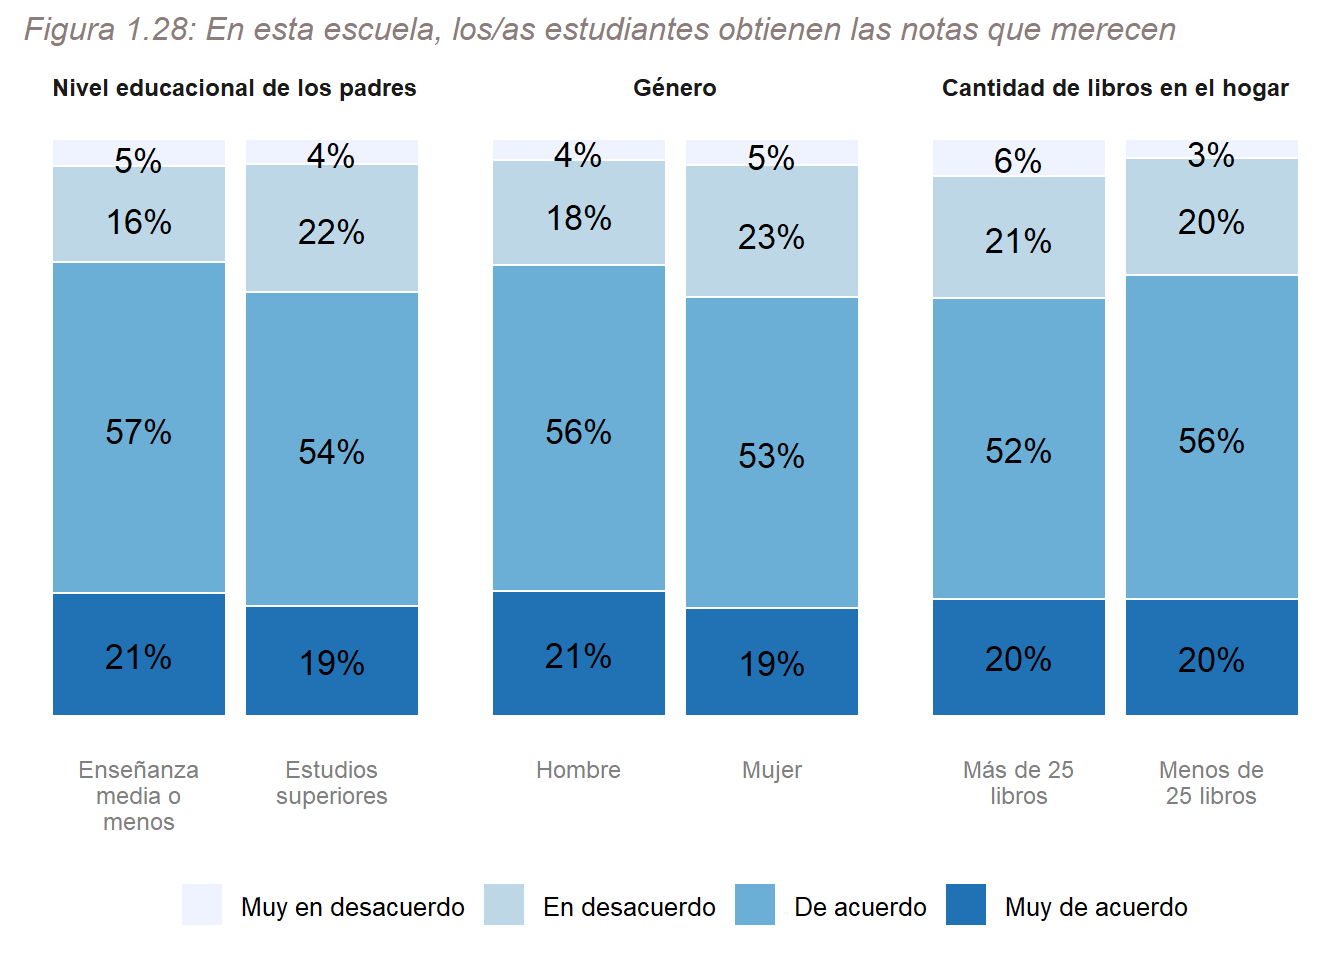 Figura 1.28: En esta escuela, los/as estudiantes obtienen las notas que merecen
Nivel educacional de los padres
5%
4%
16%
22%
57%
54%
21%
19%
Enseñanza
media o
menos
Estudios
superiores
Género
4%
5%
18%
23%
56%
53%
21%
19%
Hombre
Mujer
Cantidad de libros en el hogar
6%
3%
21%
20%
52%
56%
20%
20%
Más de 25
libros
Menos de
25 libros
Muy en desacuerdo
En desacuerdo
De acuerdo
Muy de acuerdo